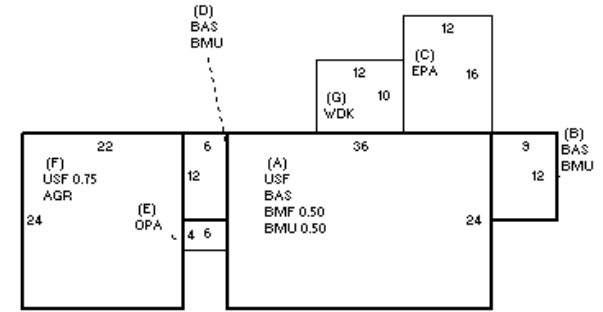 (D)
BAS
BMU
12
(C)
EPA
16
12
(G)
10
WDK
22
6
36
9
(B)
BAS
BMU
(F)
USF 0.75
AGR
12
(A)
USF
BAS
BMF 0.50
BMU 0.50
12
24
(E)
OPA
4
6
24